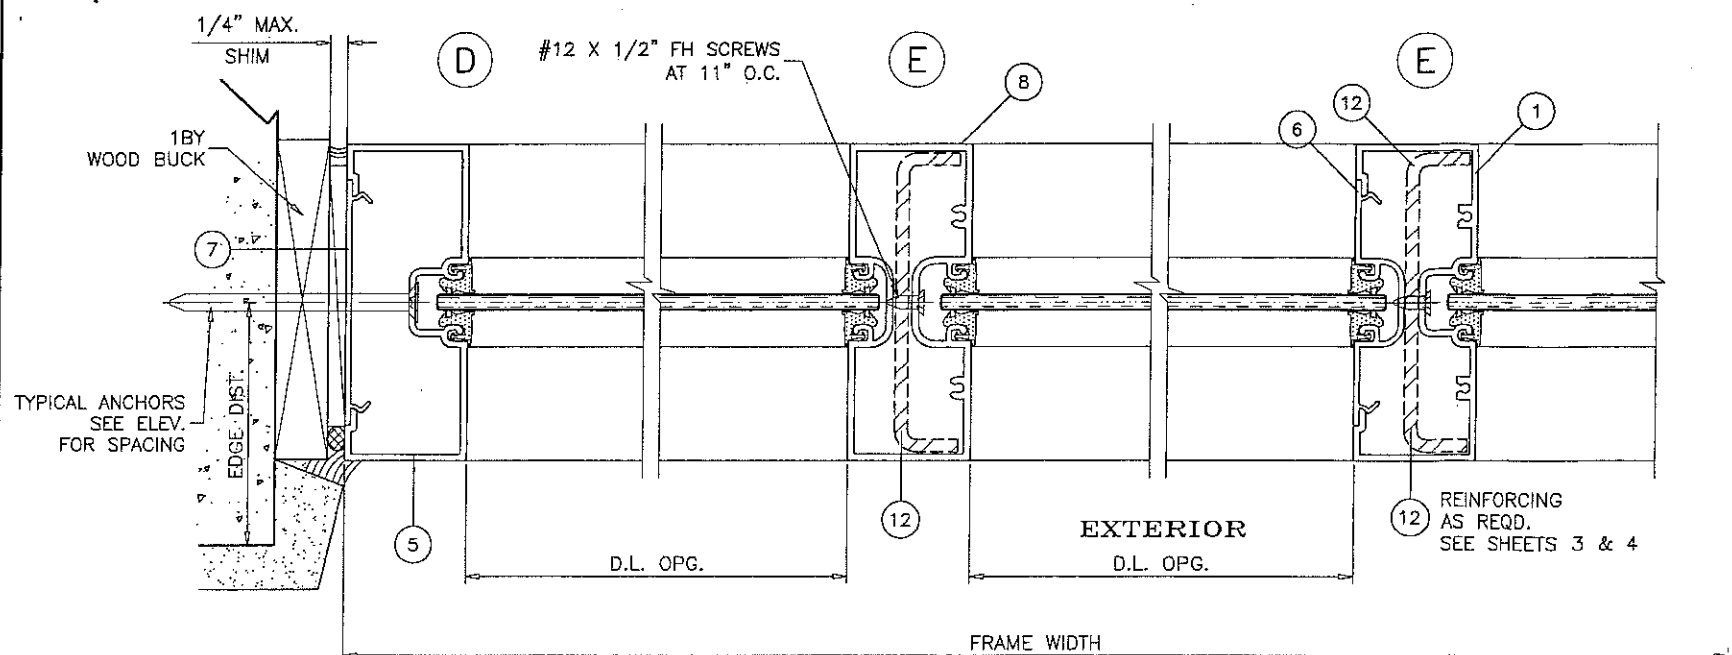 1/4" MAX.
SHIM
D
#12 X 1/2" FH SCREWS
AT 11" O.C.
E
8
E
12
1
6
1BY
WOOD BUCK
7
TYPICAL ANCHORS
SEE ELEV.
FOR SPACING
EDGE DIST.
5
12
EXTERIOR
12
REINFORCING
AS REQD.
SEE SHEETS 3 & 4
D.L. OPG.
D.L. OPG.
FRAME WIDTH